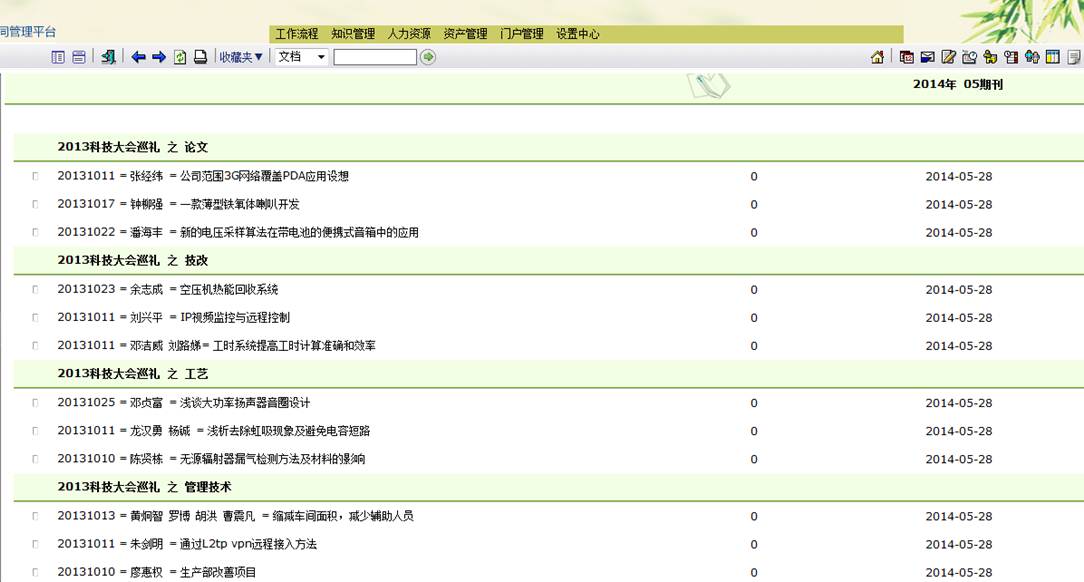 同管理平台
工作流程 知识管理 人力资源 资产管理 门户管理 设置中心
收藏夹▼ 文档
2014年 05期刊
2013科技大会巡礼 之 论文
20131011 = 张经纬 = 公司范围3G网络覆盖PDA应用设想 0 2014-05-28
20131017 = 钟柳强 = 一款薄型铁氧体喇叭开发 0 2014-05-28
20131022 = 潘海丰 = 新的电压采样算法在带电池的便携式音箱中的应用 0 2014-05-28
2013科技大会巡礼 之 技改
20131023 = 余志成 = 空压机热能回收系统 0 2014-05-28
20131011 = 刘兴平 = IP视频监控与远程控制 0 2014-05-28
20131011 = 邓洁威 刘路娣= 工时系统提高工时计算准确和效率 0 2014-05-28
2013科技大会巡礼 之 工艺
20131025 = 邓贞富 = 浅谈大功率扬声器音圈设计 0 2014-05-28
20131011 = 龙汉勇 杨诚 = 浅析去除虹吸现象及避免电容短路 0 2014-05-28
20131010 = 陈贤栋 = 无源辐射器漏气检测方法及材料的影响 0 2014-05-28
2013科技大会巡礼 之 管理技术
20131013 = 黄炯智 罗博 胡洪 曹震凡 = 缩减车间面积，减少辅助人员 0 2014-05-28
20131011 = 朱剑明 = 通过L2tp vpn远程接入方法 0 2014-05-28
20131010 = 廖惠权 = 生产部改善项目 0 2014-05-28